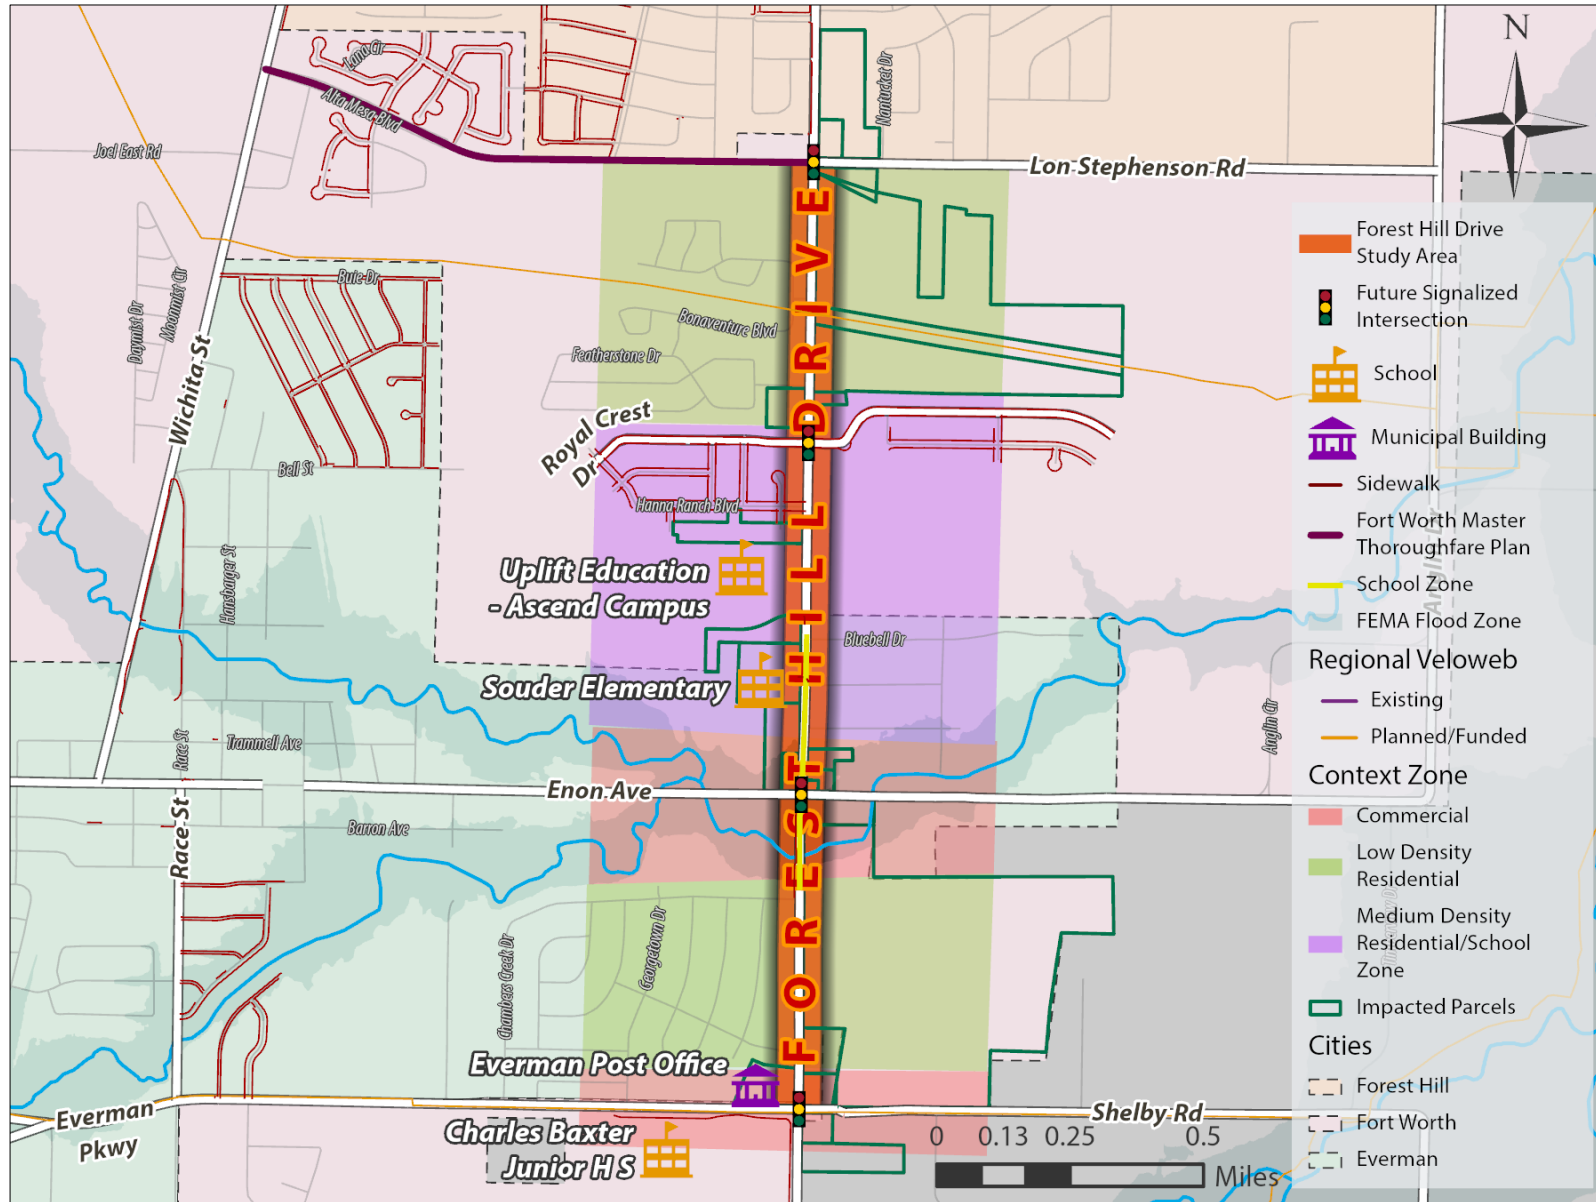 N
Lana Cir
Alta Mesa Blvd
Nantucket Dr
Joel East Rd
Lon Stephenson Rd
Daymist Dr
Moonmist Cir
Buie Dr
Wichita St
Bonaventure Blvd
Featherstone Dr
Royal Crest
Dr
Bell St
Hanna Ranch Blvd
Hansbarger St
Uplift Education
- Ascend Campus
Bluebell Dr
Souder Elementary
Race St
Trammell Ave
Anglin Cir
Anglin Dr
Enon Ave
Barron Ave
Race St
FOREST HILL DRIVE
Georgetown Dr
Chambers Creek Dr
Everman Post Office
Everman
Pkwy
Shelby Rd
Charles Baxter
Junior H S
0 0.13 0.25 0.5
Miles
Forest Hill Drive
Study Area
Future Signalized
Intersection
School
Municipal Building
Sidewalk
Fort Worth Master
Thoroughfare Plan
School Zone
FEMA Flood Zone
Regional Veloweb
Existing
Planned/Funded
Context Zone
Commercial
Low Density
Residential
Medium Density
Residential/School
Zone
Impacted Parcels
Cities
Forest Hill
Fort Worth
Everman